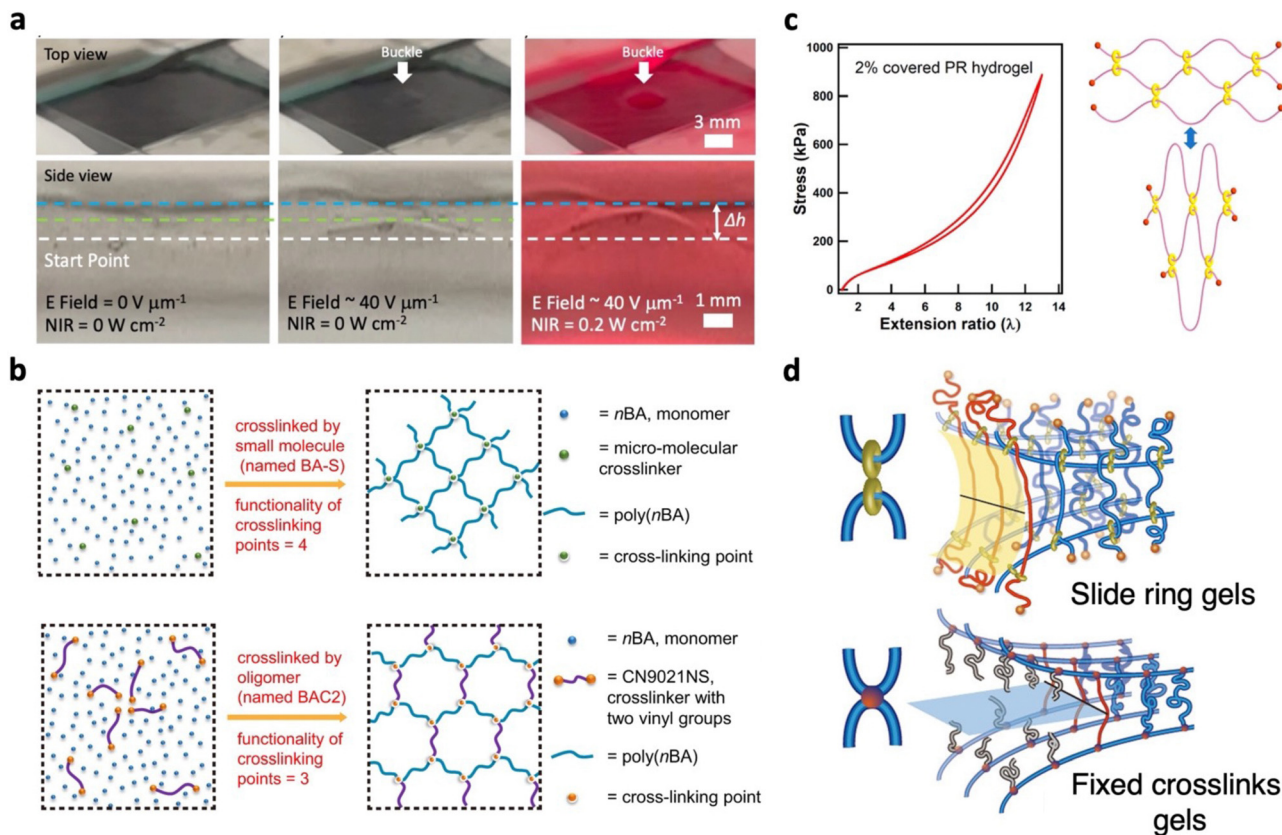 a
Top view
Buckle
Buckle
3 mm
Side view
Δh
Start Point
E Field = 0 V μm⁻¹
NIR = 0 W cm⁻²
E Field ~ 40 V μm⁻¹
NIR = 0 W cm⁻²
E Field ~ 40 V μm⁻¹
NIR = 0.2 W cm⁻²
1 mm
b
crosslinked by
small molecule
(named BA-S)
functionality of
crosslinking
points = 4
= nBA, monomer
= micro-molecular
crosslinker
= poly(nBA)
= cross-linking point
crosslinked by
oligomer
(named BAC2)
functionality of
crosslinking
points = 3
= nBA, monomer
= CN9021NS,
crosslinker with
two vinyl groups
= poly(nBA)
= cross-linking point
c
2% covered PR hydrogel
Stress (kPa)
1000
800
600
400
200
0
2 4 6 8 10 12 14
Extension ratio (λ)
d
Slide ring gels
Fixed crosslinks
gels